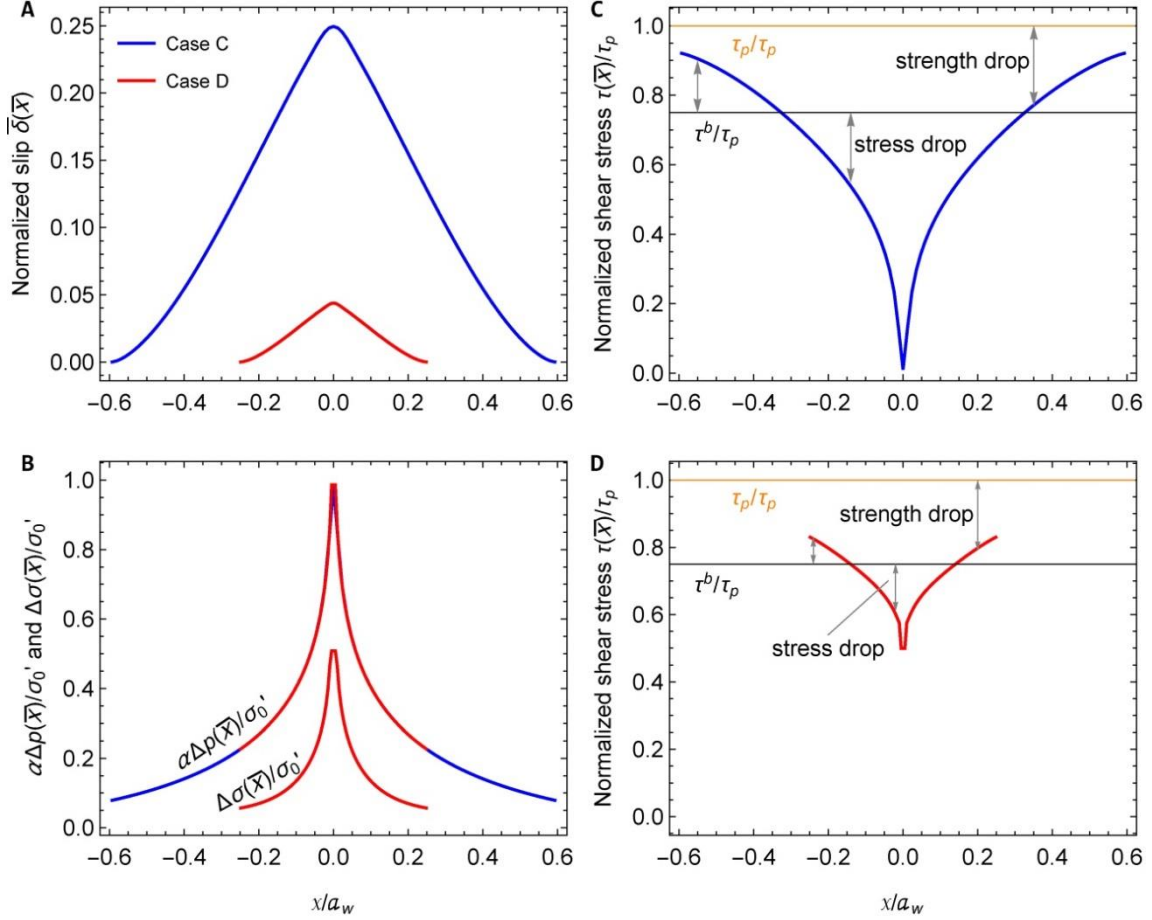 A
Normalized slip δ̅(x̅)
0.25
0.20
0.15
0.10
0.05
0.00
Case C
Case D
−0.6 −0.4 −0.2 0.0 0.2 0.4 0.6
C
Normalized shear stress τ(x̅)/τp
1.0
0.8
0.6
0.4
0.2
0.0
τp/τp
strength drop
τb/τp
stress drop
−0.6 −0.4 −0.2 0.0 0.2 0.4 0.6
B
αΔp(x̅)/σ0' and Δσ(x̅)/σ0'
1.0
0.8
0.6
0.4
0.2
0.0
αΔp(x̅)/σ0'
Δσ(x̅)/σ0'
−0.6 −0.4 −0.2 0.0 0.2 0.4 0.6
x/aw
D
Normalized shear stress τ(x̅)/τp
1.0
0.8
0.6
0.4
0.2
0.0
τp/τp
strength drop
τb/τp
stress drop
−0.6 −0.4 −0.2 0.0 0.2 0.4 0.6
x/aw